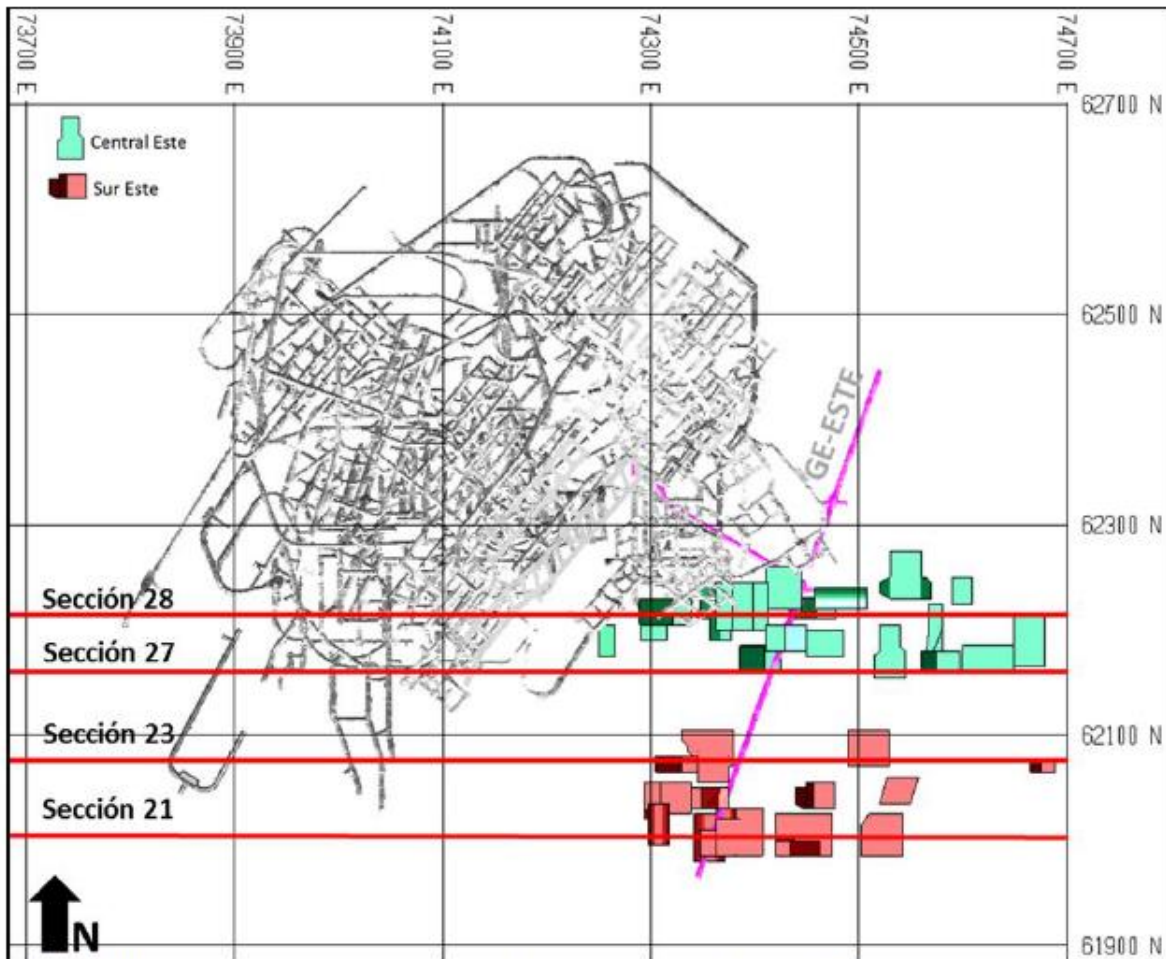 73700 E
73900 E
74100 E
74300 E
74500 E
74700 E
62700 N
Central Este
Sur Este
62500 N
GE-ESTE
62300 N
Sección 28
Sección 27
Sección 23
62100 N
Sección 21
N
61900 N